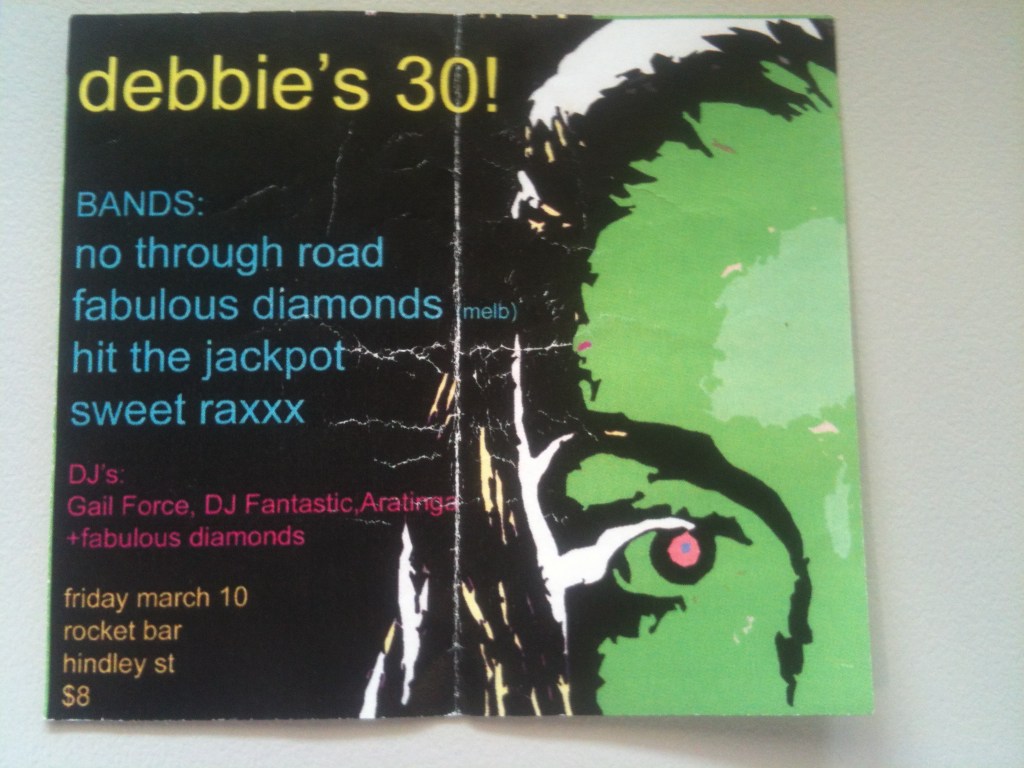 debbie's 30!
BANDS:
no through road
fabulous diamonds (melb)
hit the jackpot
sweet raxxx
DJ's:
Gail Force, DJ Fantastic,Aratinga
+fabulous diamonds
friday march 10
rocket bar
hindley st
$8